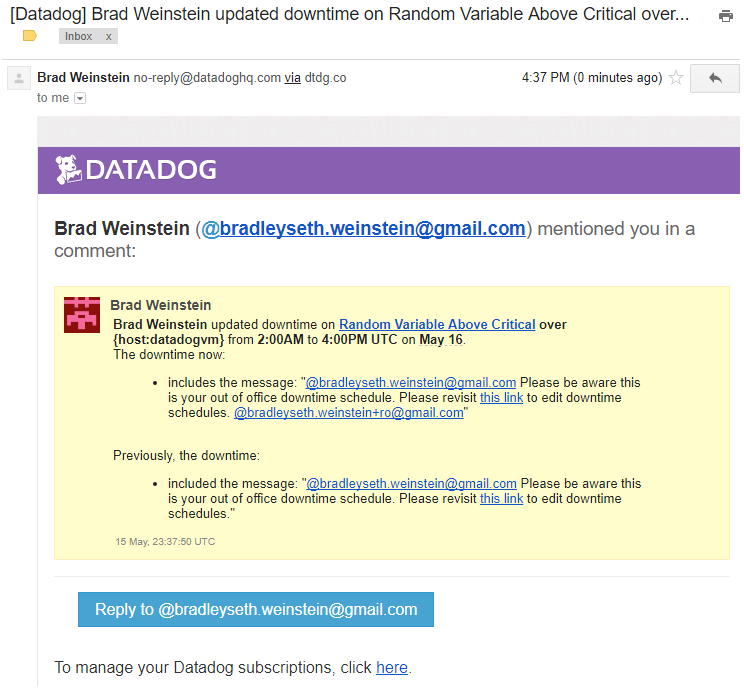 [Datadog] Brad Weinstein updated downtime on Random Variable Above Critical over...
Inbox x
Brad Weinstein no-reply@datadoghq.com via dtdg.co 4:37 PM (0 minutes ago)
to me
DATADOG
Brad Weinstein (@bradleyseth.weinstein@gmail.com) mentioned you in a
comment:
Brad Weinstein
Brad Weinstein updated downtime on Random Variable Above Critical over
{host:datadogvm} from 2:00AM to 4:00PM UTC on May 16.
The downtime now:
• includes the message: "@bradleyseth.weinstein@gmail.com Please be aware this
is your out of office downtime schedule. Please revisit this link to edit downtime
schedules. @bradleyseth.weinstein+ro@gmail.com"
Previously, the downtime:
• included the message: "@bradleyseth.weinstein@gmail.com Please be aware this
is your out of office downtime schedule. Please revisit this link to edit downtime
schedules."
15 May, 23:37:50 UTC
Reply to @bradleyseth.weinstein@gmail.com
To manage your Datadog subscriptions, click here.